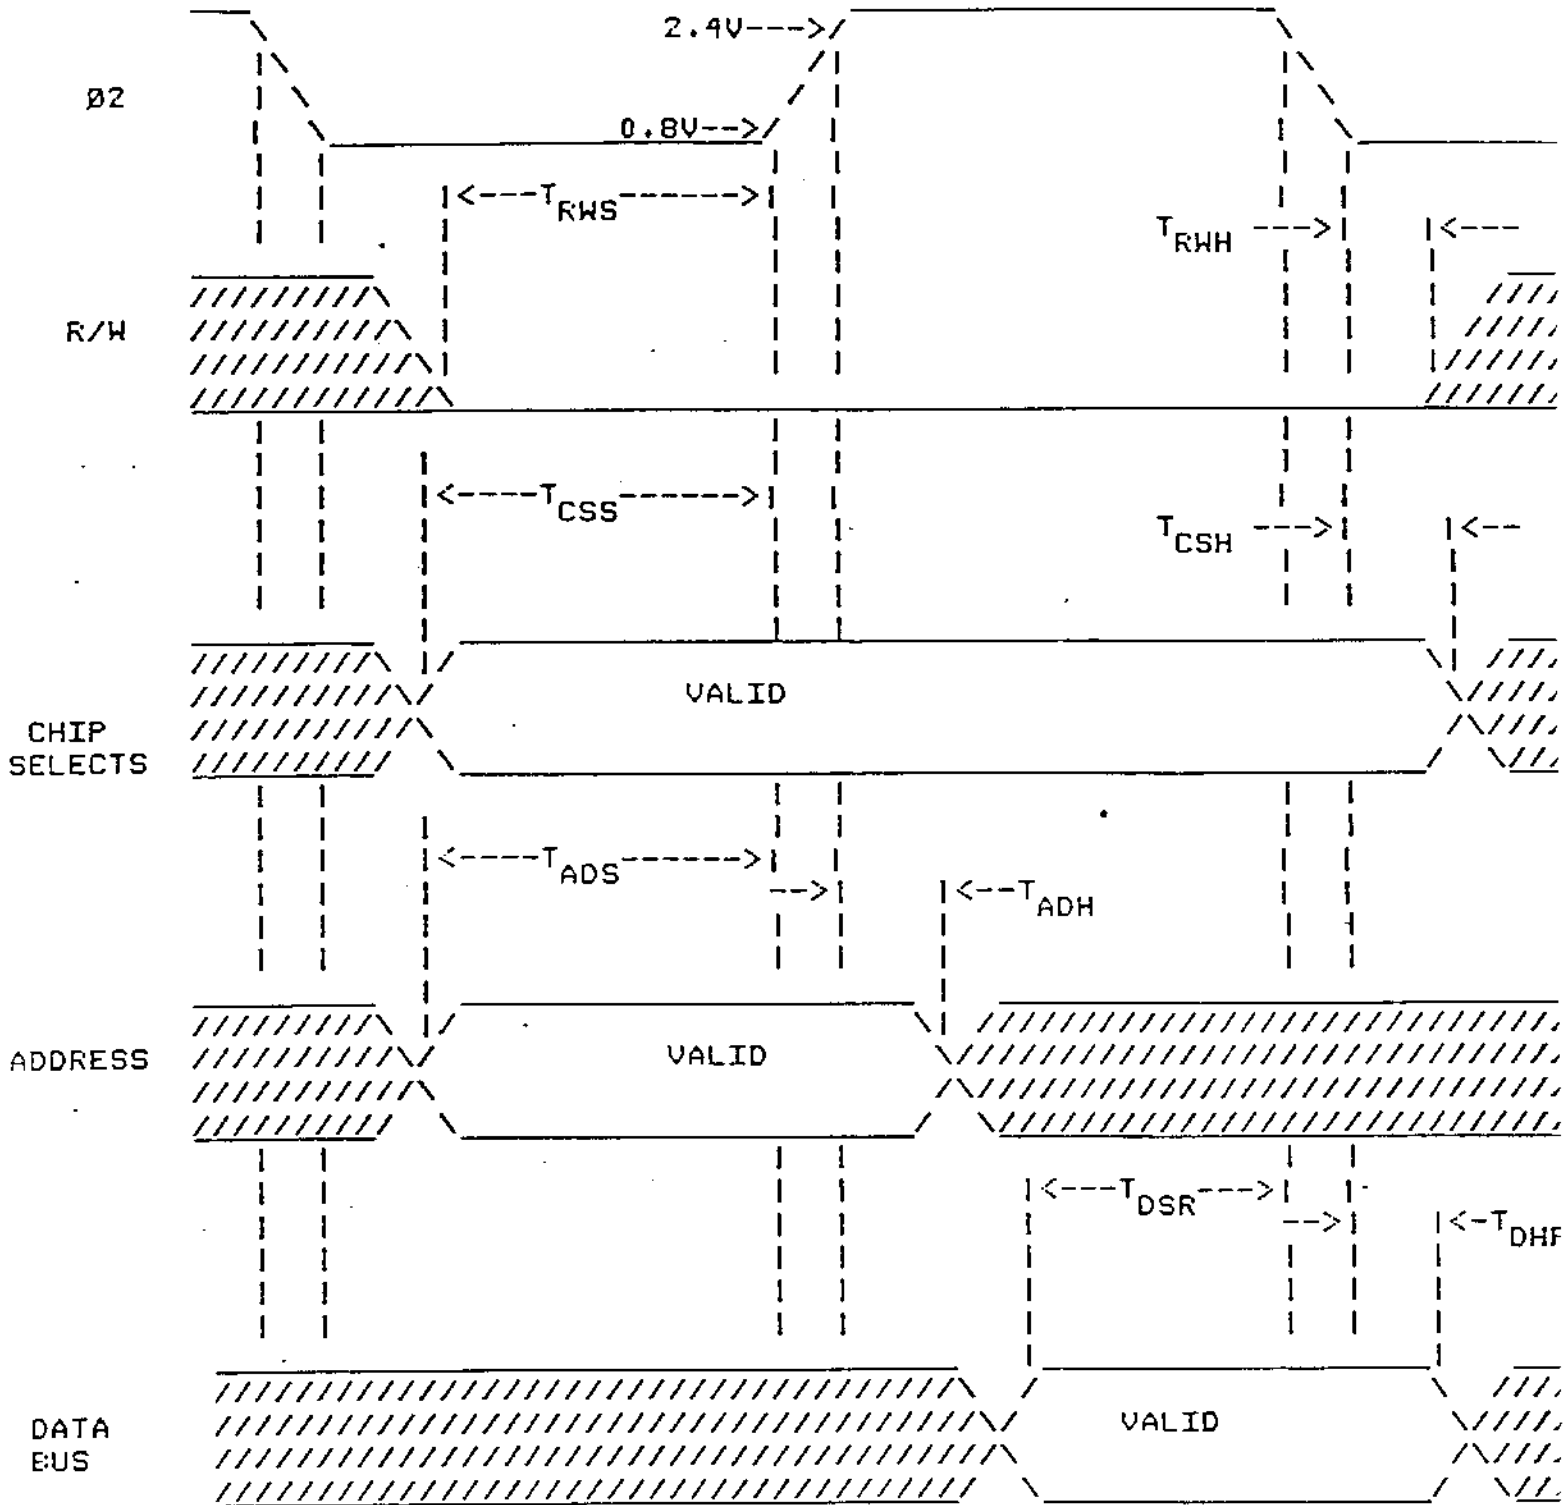 2.4V--->
Ø2
0.8V-->
<---TRWS------->
TRWH --->
<---
R/W
<----TCSS------->
TCSH --->
<--
VALID
CHIP
SELECTS
<----TADS------->
-->
<--TADH
ADDRESS
VALID
<---TDSR--->
-->
<-TDH
DATA
BUS
VALID